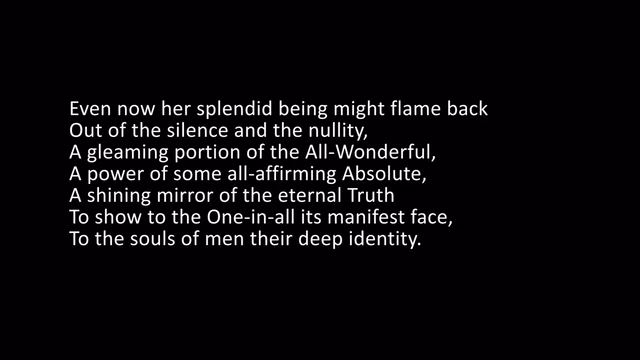 Even now her splendid being might flame back
Out of the silence and the nullity,
A gleaming portion of the All-Wonderful,
A power of some all-affirming Absolute,
A shining mirror of the eternal Truth
To show to the One-in-all its manifest face,
To the souls of men their deep identity.